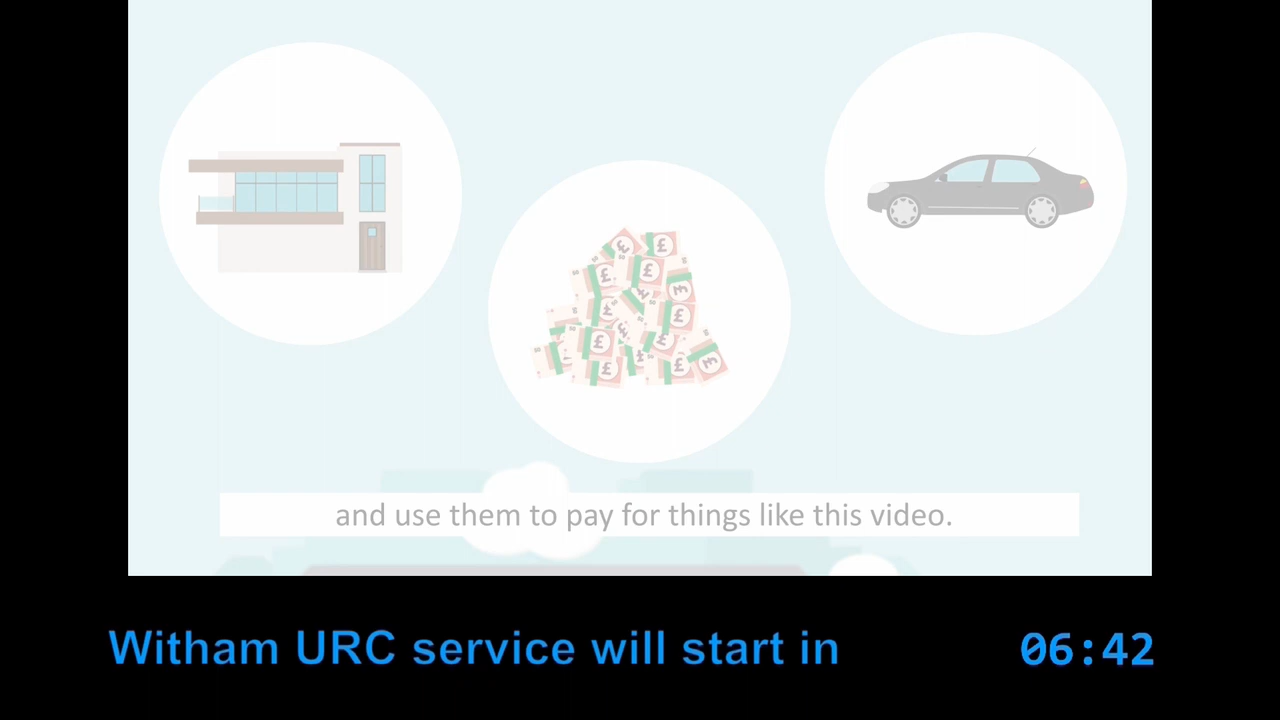 and use them to pay for things like this video.
Witham URC service will start in 06:42